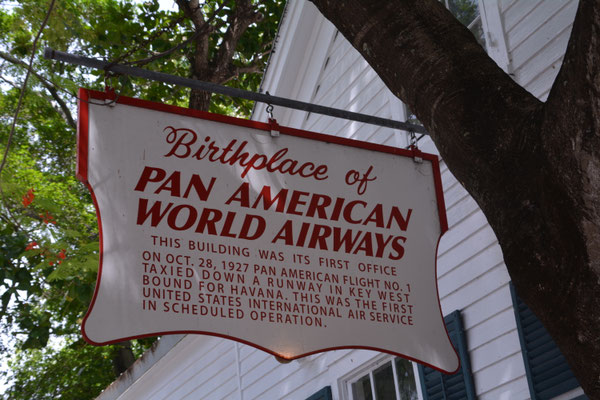 Birthplace of
PAN AMERICAN
WORLD AIRWAYS
THIS BUILDING WAS ITS FIRST OFFICE
ON OCT. 28, 1927 PAN AMERICAN FLIGHT NO. 1
TAXIED DOWN A RUNWAY IN KEY WEST
BOUND FOR HAVANA. THIS WAS THE FIRST
UNITED STATES INTERNATIONAL AIR SERVICE
IN SCHEDULED OPERATION.